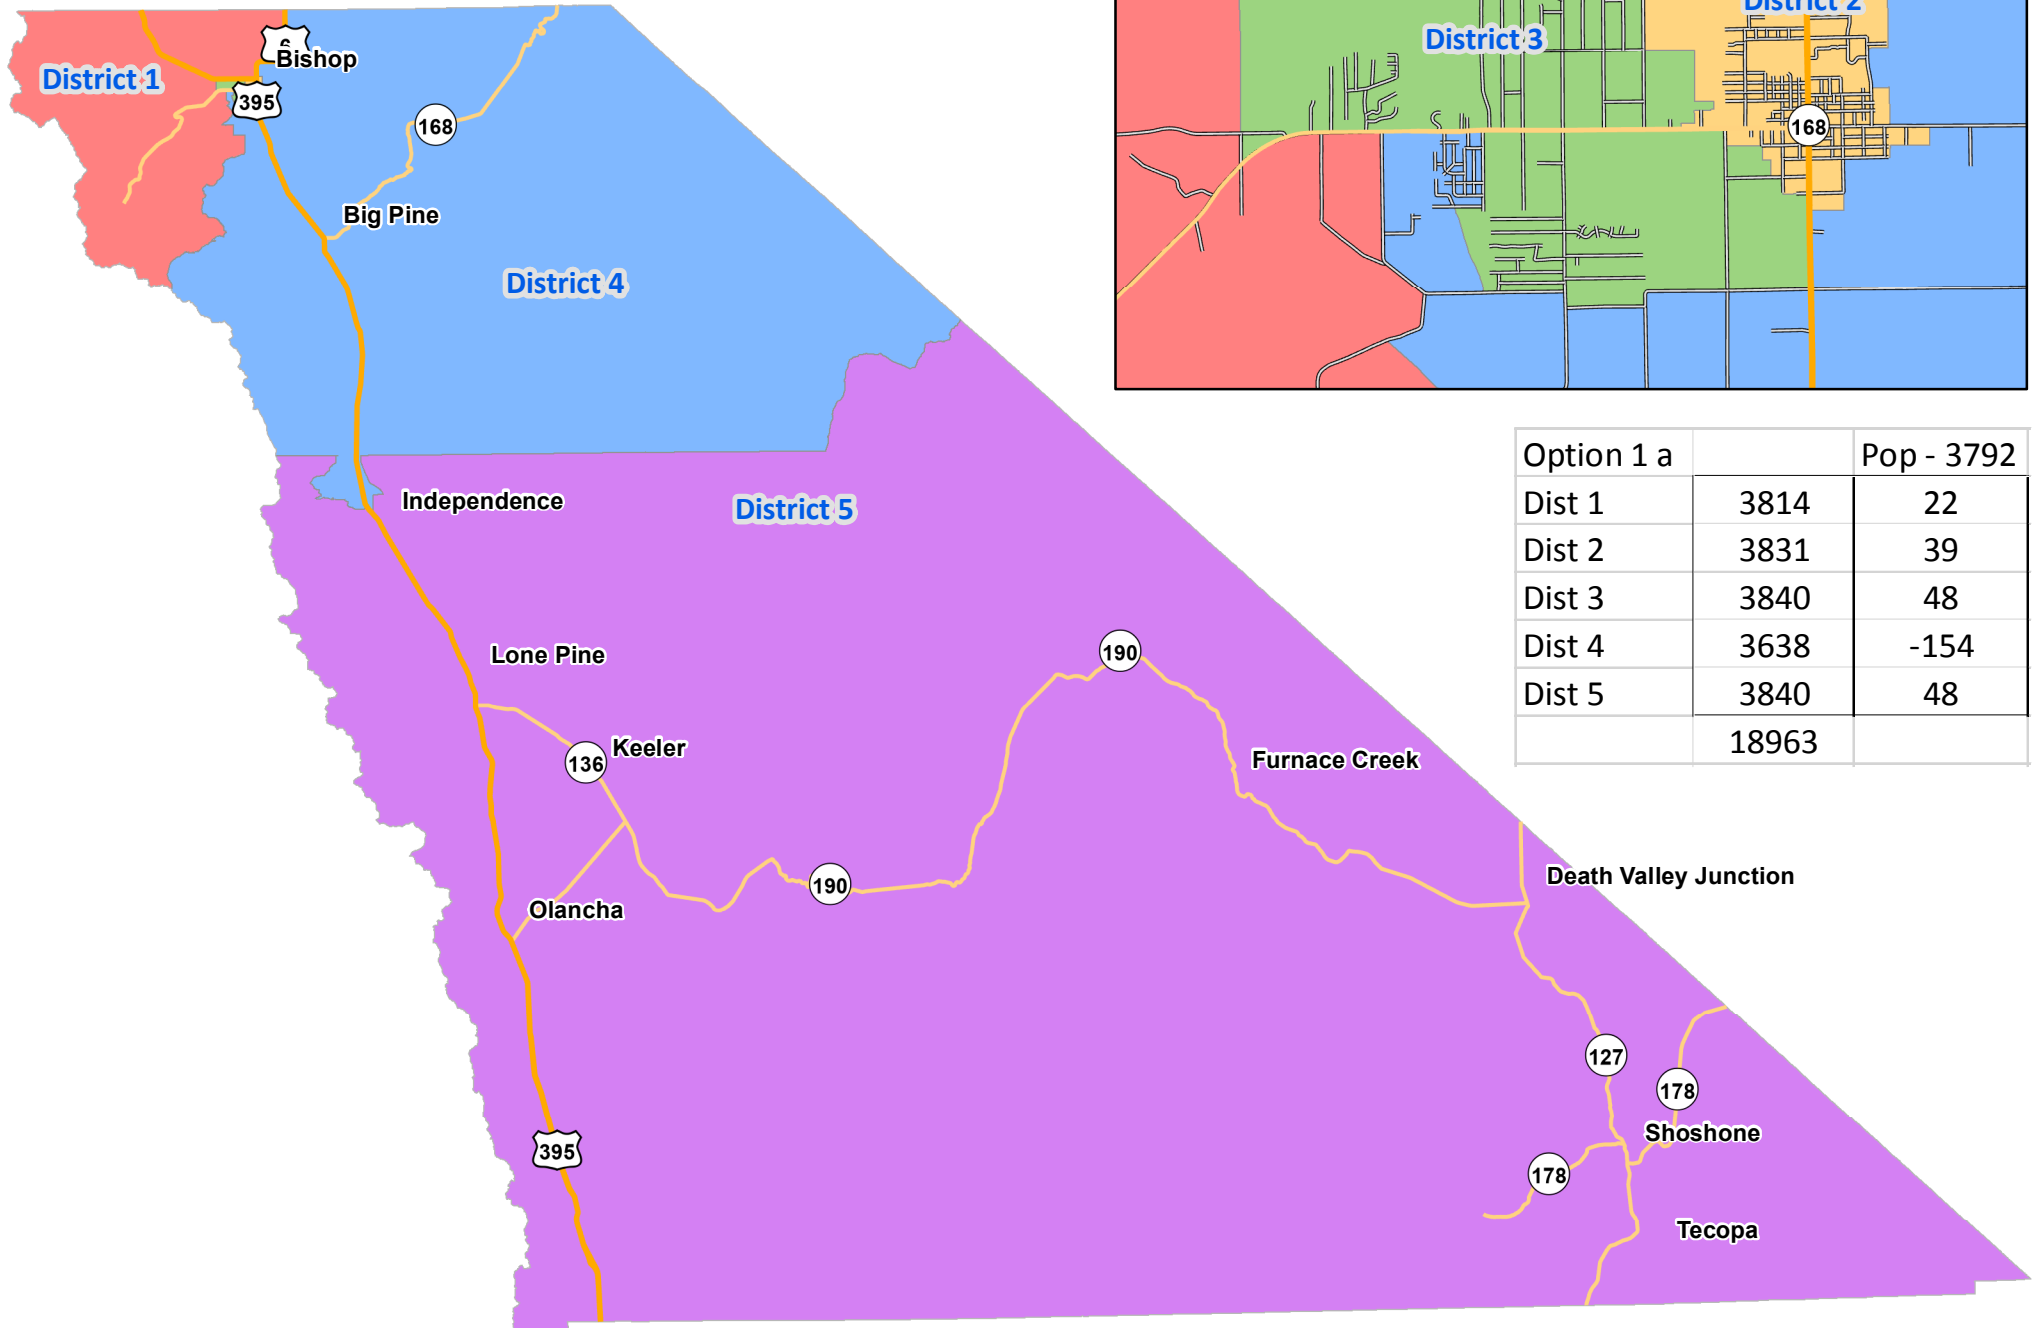 District 2
District 3
168
6
Bishop
District 1
395
168
Big Pine
District 4
Independence
District 5
Lone Pine
190
Keeler
136
Furnace Creek
190
Olancha
Death Valley Junction
127
178
Shoshone
395
178
Tecopa
Option 1 a Pop - 3792
Dist 1 3814 22
Dist 2 3831 39
Dist 3 3840 48
Dist 4 3638 -154
Dist 5 3840 48
18963